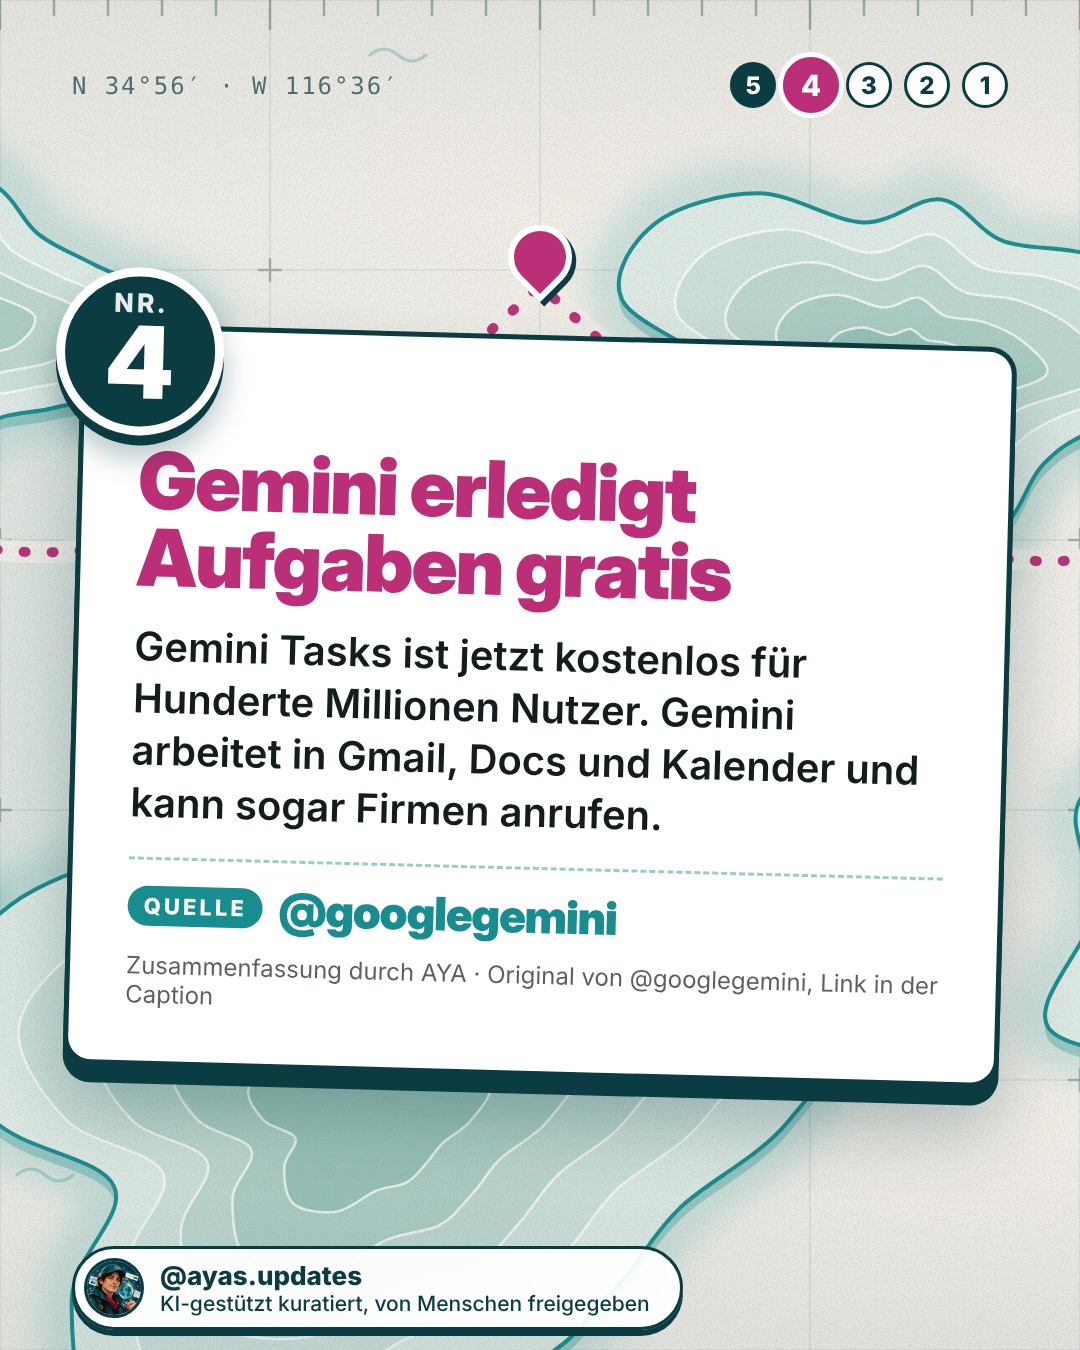 N 34°56′ · W 116°36′
5 4 3 2 1
NR.
4
Gemini erledigt
Aufgaben gratis
Gemini Tasks ist jetzt kostenlos für
Hunderte Millionen Nutzer. Gemini
arbeitet in Gmail, Docs und Kalender und
kann sogar Firmen anrufen.
QUELLE @googlegemini
Zusammenfassung durch AYA · Original von @googlegemini, Link in der
Caption
@ayas.updates
KI-gestützt kuratiert, von Menschen freigegeben